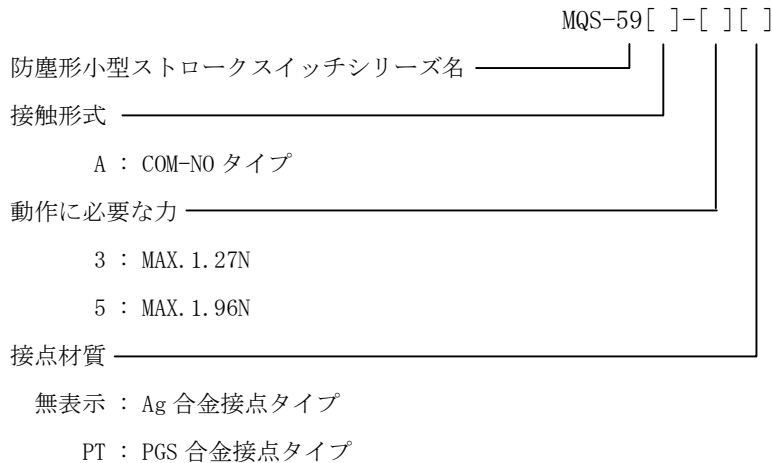 MQS-59[ ]-[ ][ ]
防塵形小型ストロークスイッチシリーズ名
接触形式
A : COM-NO タイプ
動作に必要な力
3 : MAX.1.27N
5 : MAX.1.96N
接点材質
無表示 : Ag 合金接点タイプ
PT : PGS 合金接点タイプ